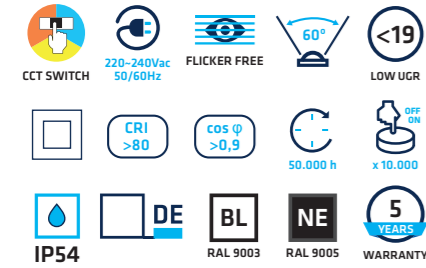 60°
<19
CCT SWITCH
220~240Vac
50/60Hz
FLICKER FREE
LOW UGR
CRI
>80
cos φ
>0,9
50.000 h
OFF
ON
x 10.000
IP54
DE
BL
RAL 9003
NE
RAL 9005
5
YEARS
WARRANTY